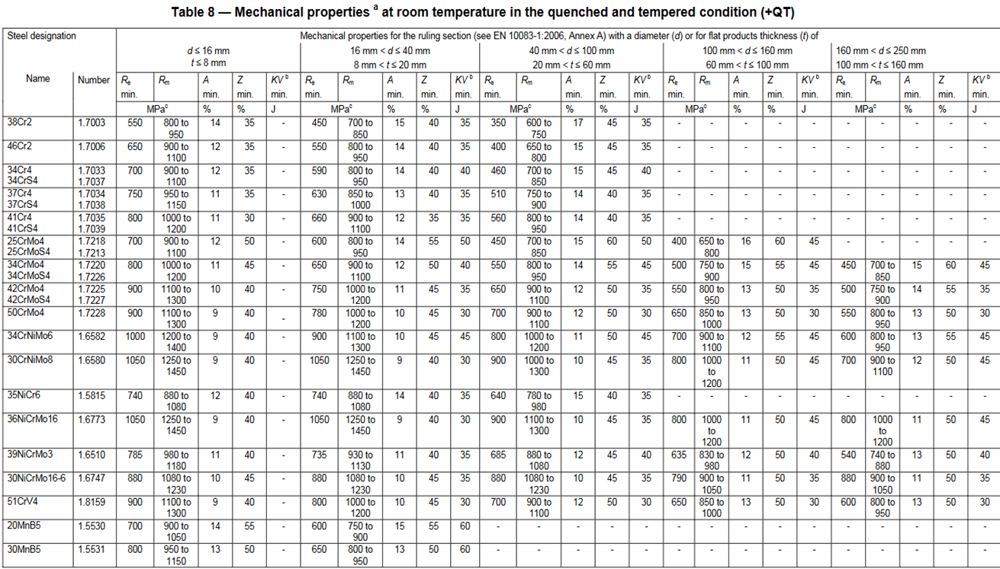 Table 8 — Mechanical properties a at room temperature in the quenched and tempered condition (+QT)
Steel designation Mechanical properties for the ruling section (see EN 10083-1:2006, Annex A) with a diameter (d) or for flat products thickness (t) of
d ≤ 16 mm 16 mm < d ≤ 40 mm 40 mm < d ≤ 100 mm 100 mm < d ≤ 160 mm 160 mm < d ≤ 250 mm
t ≤ 8 mm 8 mm < t ≤ 20 mm 20 mm < t ≤ 60 mm 60 mm < t ≤ 100 mm 100 mm < t ≤ 160 mm
Name Number Re Rm A Z KV b Re Rm A Z KV b Re Rm A Z KV b Re Rm A Z KV b Re Rm A Z KV b
min. min. min. min. min. min. min. min. min. min. min. min. min. min. min. min. min. min. min. min.
MPac % % J MPac % % J MPac % % J MPac % % J MPac % % J
38Cr2 1.7003 550 800 to 14 35 - 450 700 to 15 40 35 350 600 to 17 45 35 - - - - - - - - - -
950 850 750
46Cr2 1.7006 650 900 to 12 35 - 550 800 to 14 40 35 400 650 to 15 45 35 - - - - - - - - - -
1100 950 800
34Cr4 1.7033 700 900 to 12 35 - 590 800 to 14 40 40 460 700 to 15 45 40 - - - - - - - - - -
34CrS4 1.7037 1100 950 850
37Cr4 1.7034 750 950 to 11 35 - 630 850 to 13 40 35 510 750 to 14 40 35 - - - - - - - - - -
37CrS4 1.7038 1150 1000 900
41Cr4 1.7035 800 1000 to 11 30 - 660 900 to 12 35 35 560 800 to 14 40 35 - - - - - - - - - -
41CrS4 1.7039 1200 1100 950
25CrMo4 1.7218 700 900 to 12 50 - 600 800 to 14 55 50 450 700 to 15 60 50 400 650 to 16 60 45 - - - - -
25CrMoS4 1.7213 1100 950 850 800
34CrMo4 1.7220 800 1000 to 11 45 - 650 900 to 12 50 40 550 800 to 14 55 45 500 750 to 15 55 45 450 700 to 15 60 45
34CrMoS4 1.7226 1200 1100 950 900 850
42CrMo4 1.7225 900 1100 to 10 40 - 750 1000 to 11 45 35 650 900 to 12 50 35 550 800 to 13 50 35 500 750 to 14 55 35
42CrMoS4 1.7227 1300 1200 1100 950 900
50CrMo4 1.7228 900 1100 to 9 40 - 780 1000 to 10 45 30 700 900 to 12 50 30 650 850 to 13 50 30 550 800 to 13 50 30
1300 1200 1100 1000 950
34CrNiMo6 1.6582 1000 1200 to 9 40 - 900 1100 to 10 45 45 800 1000 to 11 50 45 700 900 to 12 55 45 600 800 to 13 55 45
1400 1300 1200 1100 950
30CrNiMo8 1.6580 1050 1250 to 9 40 - 1050 1250 to 9 40 30 900 1000 to 10 45 35 800 1000 11 50 45 700 900 to 12 50 45
1450 1450 1300 to 1100
1200
35NiCr6 1.5815 740 880 to 12 40 - 740 880 to 14 40 35 640 780 to 15 40 35 - - - - - - - - - -
1080 1080 980
36NiCrMo16 1.6773 1050 1250 to 9 40 - 1050 1250 to 9 40 30 900 1100 to 10 45 35 800 1000 11 50 45 800 1000 11 50 45
1450 1450 1300 to to
1200 1200
39NiCrMo3 1.6510 785 980 to 11 40 - 735 930 to 11 40 35 685 880 to 12 45 40 635 830 to 12 50 40 540 740 to 13 50 40
1180 1130 1080 980 880
30NiCrMo16-6 1.6747 880 1080 to 10 45 - 880 1080 to 10 45 35 880 1080 to 10 45 35 790 900 to 11 50 35 880 900 to 11 50 35
1230 1230 1230 1050 1050
51CrV4 1.8159 900 1100 to 9 40 - 800 1000 to 10 45 30 700 900 to 12 50 30 650 850 to 13 50 30 600 800 to 13 50 30
1300 1200 1100 1000 950
20MnB5 1.5530 700 900 to 14 55 - 600 750 to 15 55 60 - - - - - - - - - - - - - - -
1050 900
30MnB5 1.5531 800 950 to 13 50 - 650 800 to 13 50 60 - - - - - - - - - - - - - - -
1150 950